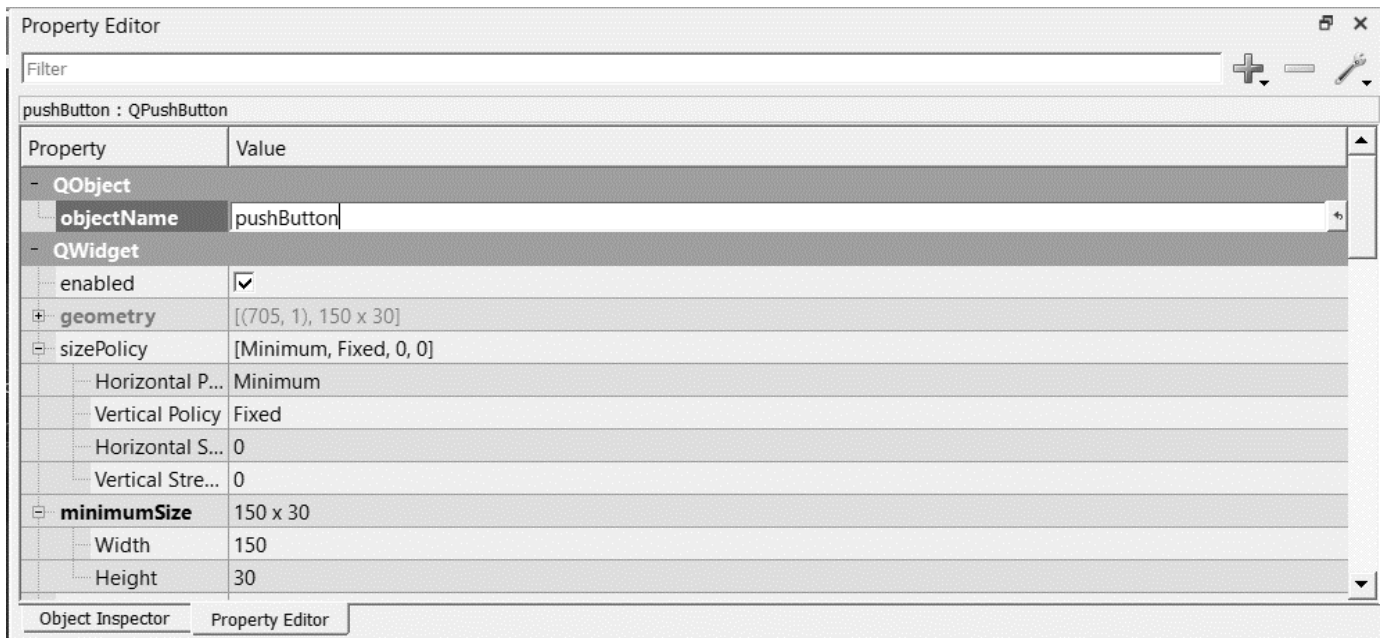 Property Editor
Filter
pushButton : QPushButton
Property Value
QObject
objectName pushButton
QWidget
enabled
geometry [(705, 1), 150 x 30]
sizePolicy [Minimum, Fixed, 0, 0]
Horizontal P... Minimum
Vertical Policy Fixed
Horizontal S... 0
Vertical Stre... 0
minimumSize 150 x 30
Width 150
Height 30
Object Inspector Property Editor